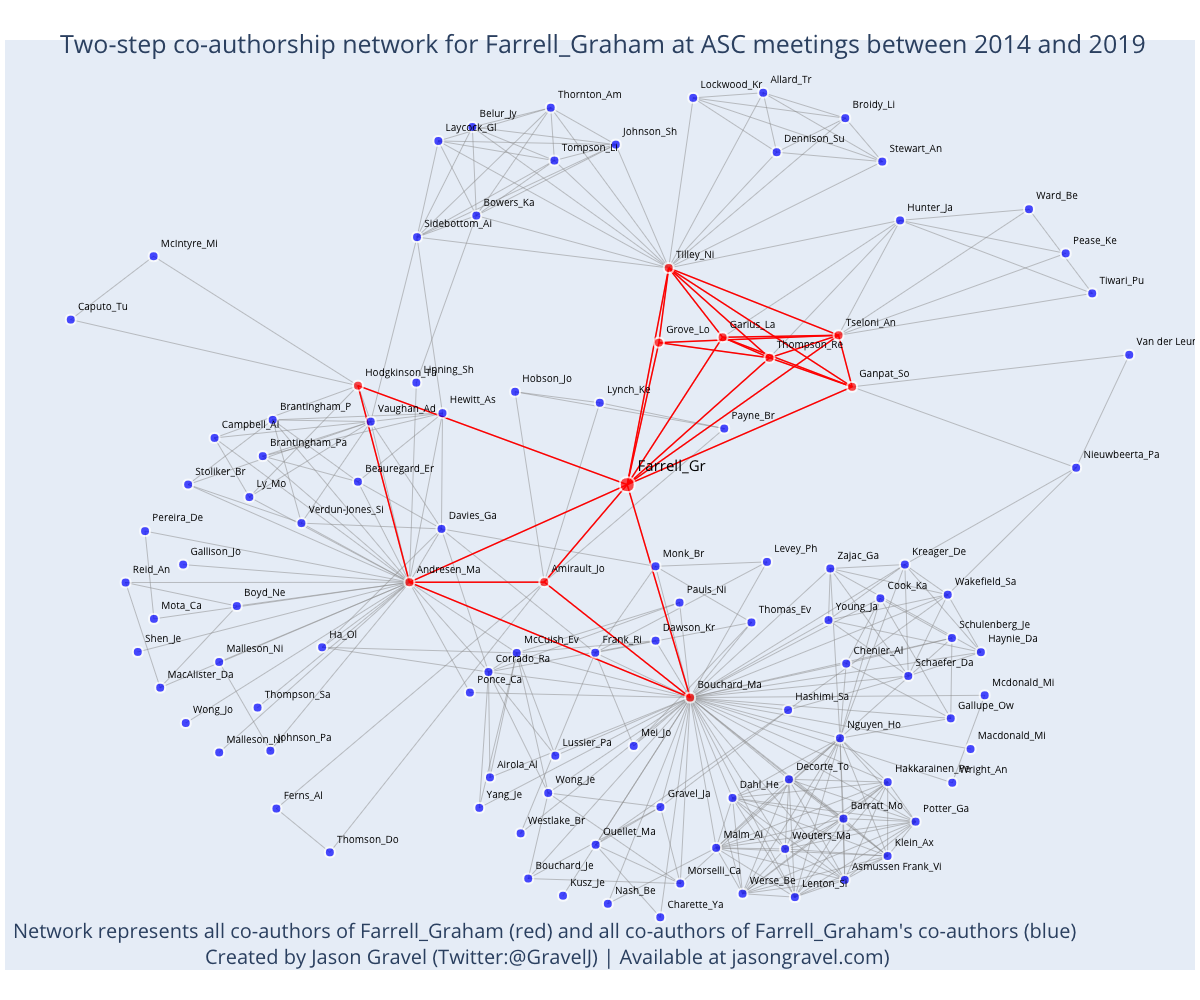 Two-step co-authorship network for Farrell_Graham at ASC meetings between 2014 and 2019
Lockwood_Kr
Allard_Tr
Thornton_Am
Broidy_Li
Belur_Jy
Laycock_Gl
Johnson_Sh
Dennison_Su
Tompson_Li
Stewart_An
Ward_Be
Bowers_Ka
Hunter_Ja
Sidebottom_Ai
Pease_Ke
McIntyre_Mi
Tilley_Ni
Tiwari_Pu
Caputo_Tu
Grove_Lo
Garius_La
Tseloni_An
Thompson_Re
Van der Leun
Hodgkinson_Tu
Linning_Sh
Hobson_Jo
Ganpat_So
Lynch_Ke
Brantingham_P
Vaughan_Ad
Hewitt_As
Payne_Br
Campbell_Al
Brantingham_Pa
Farrell_Gr
Nieuwbeerta_Pa
Stoliker_Br
Beauregard_Er
Ly_Mo
Verdun-Jones_Si
Davies_Ga
Pereira_De
Gallison_Jo
Monk_Br
Levey_Ph
Zajac_Ga
Kreager_De
Reid_An
Andresen_Ma
Amirault_Jo
Boyd_Ne
Pauls_Ni
Cook_Ka
Wakefield_Sa
Mota_Ca
Thomas_Ev
Young_Ja
Shen_Je
Ha_Ol
McCuish_Ev
Frank_Ri
Dawson_Kr
Schulenberg_Je
Haynie_Da
Malleson_Ni
Corrado_Ra
Chenier_Al
Schaefer_Da
MacAlister_Da
Ponce_Ca
Bouchard_Ma
Mcdonald_Mi
Thompson_Sa
Hashimi_Sa
Gallupe_Ow
Wong_Jo
Nguyen_Ho
Malleson_Ni
Johnson_Pa
Lussier_Pa
Mei_Jo
Macdonald_Mi
Airola_Al
Decorte_To
Hakkarainen_Pe
Wright_An
Yang_Je
Wong_Je
Dahl_He
Ferns_Al
Gravel_Ja
Barratt_Mo
Potter_Ga
Westlake_Br
Thomson_Do
Ouellet_Ma
Malm_Al
Wouters_Ma
Klein_Ax
Bouchard_Je
Morselli_Ca
Asmussen Frank_Vi
Kusz_Je
Nash_Be
Werse_Be
Lenton_Si
Charette_Ya
Network represents all co-authors of Farrell_Graham (red) and all co-authors of Farrell_Graham's co-authors (blue)
Created by Jason Gravel (Twitter:@GravelJ) | Available at jasongravel.com)